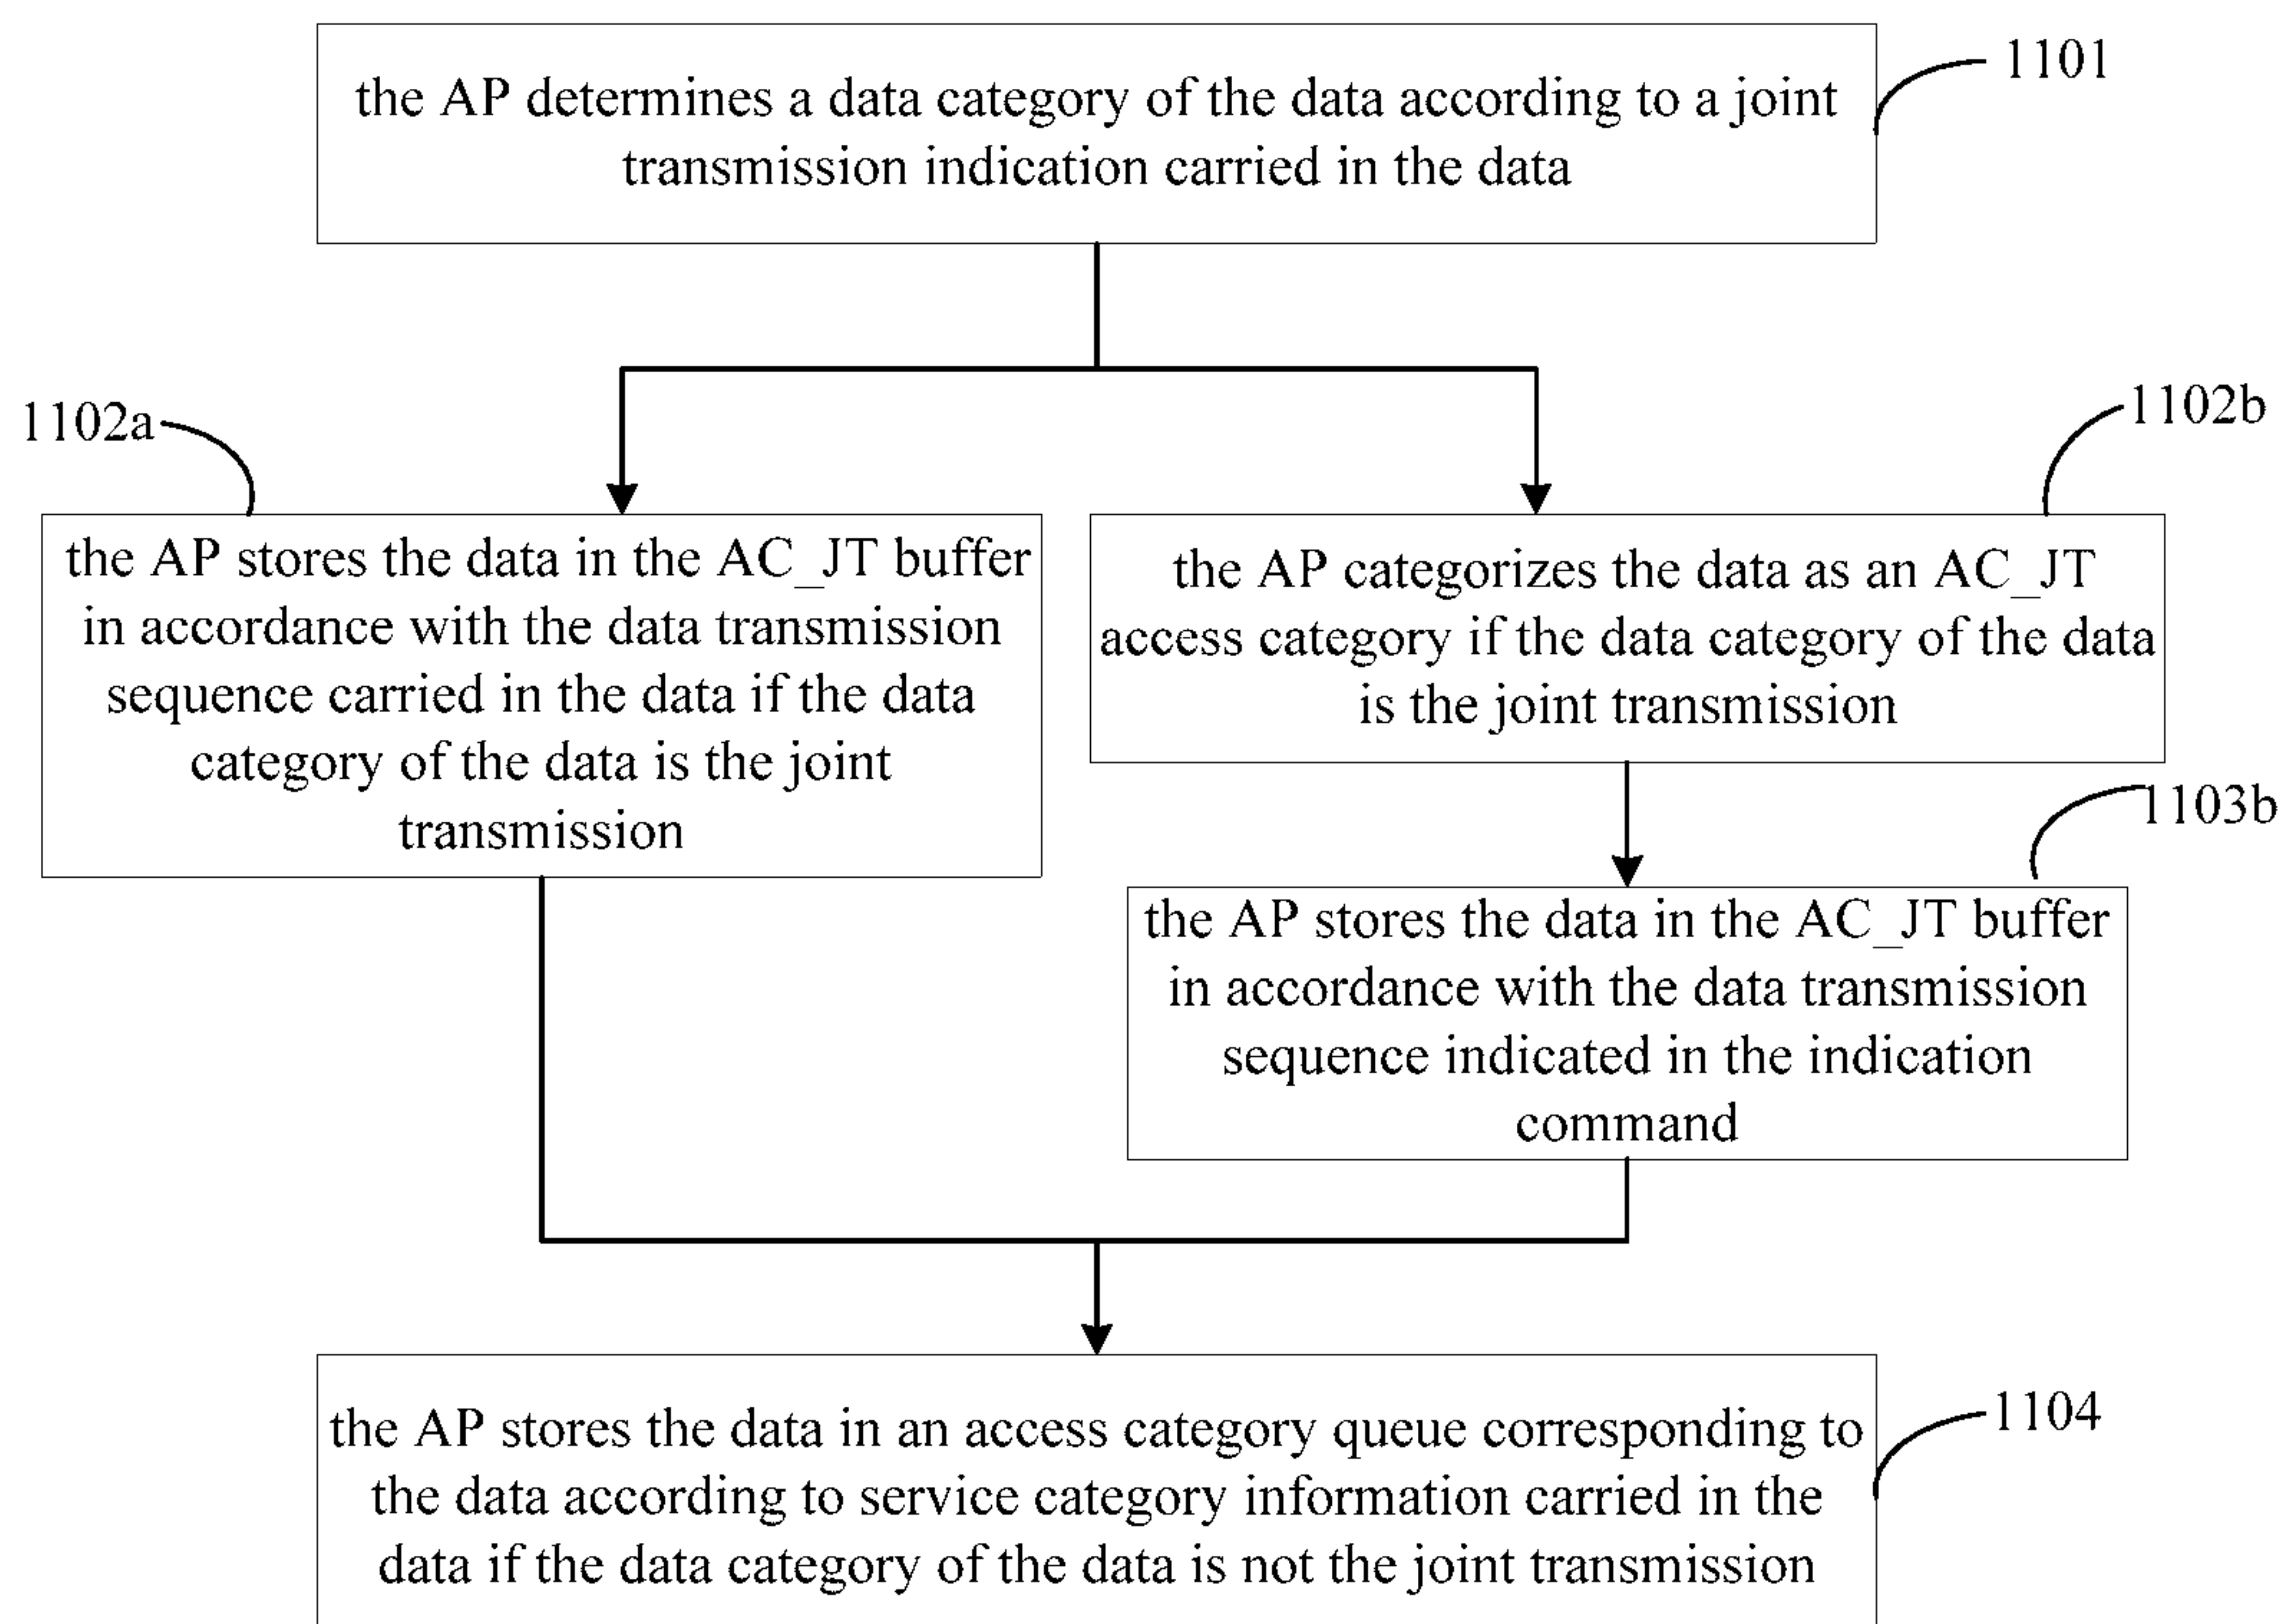 the AP determines a data category of the data according to a joint
transmission indication carried in the data
1101
1102a
1102b
the AP stores the data in the AC_JT buffer
in accordance with the data transmission
sequence carried in the data if the data
category of the data is the joint
transmission
the AP categorizes the data as an AC_JT
access category if the data category of the data
is the joint transmission
1103b
the AP stores the data in the AC_JT buffer
in accordance with the data transmission
sequence indicated in the indication
command
the AP stores the data in an access category queue corresponding to
the data according to service category information carried in the
data if the data category of the data is not the joint transmission
1104